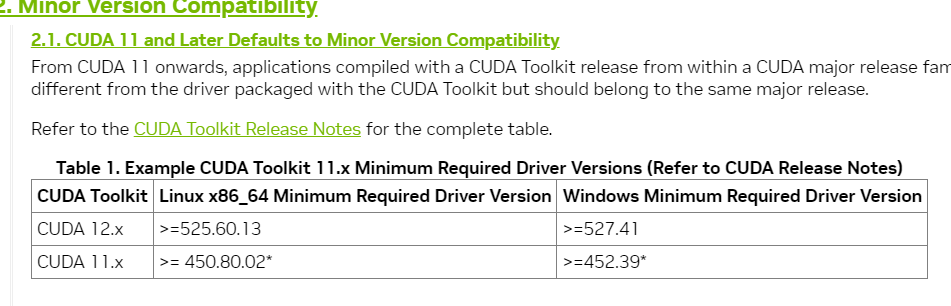 2. Minor Version Compatibility
2.1. CUDA 11 and Later Defaults to Minor Version Compatibility
From CUDA 11 onwards, applications compiled with a CUDA Toolkit release from within a CUDA major release
different from the driver packaged with the CUDA Toolkit but should belong to the same major release.
Refer to the CUDA Toolkit Release Notes for the complete table.
Table 1. Example CUDA Toolkit 11.x Minimum Required Driver Versions (Refer to CUDA Release Notes)
CUDA Toolkit Linux x86_64 Minimum Required Driver Version Windows Minimum Required Driver Version
CUDA 12.x >=525.60.13 >=527.41
CUDA 11.x >= 450.80.02* >=452.39*